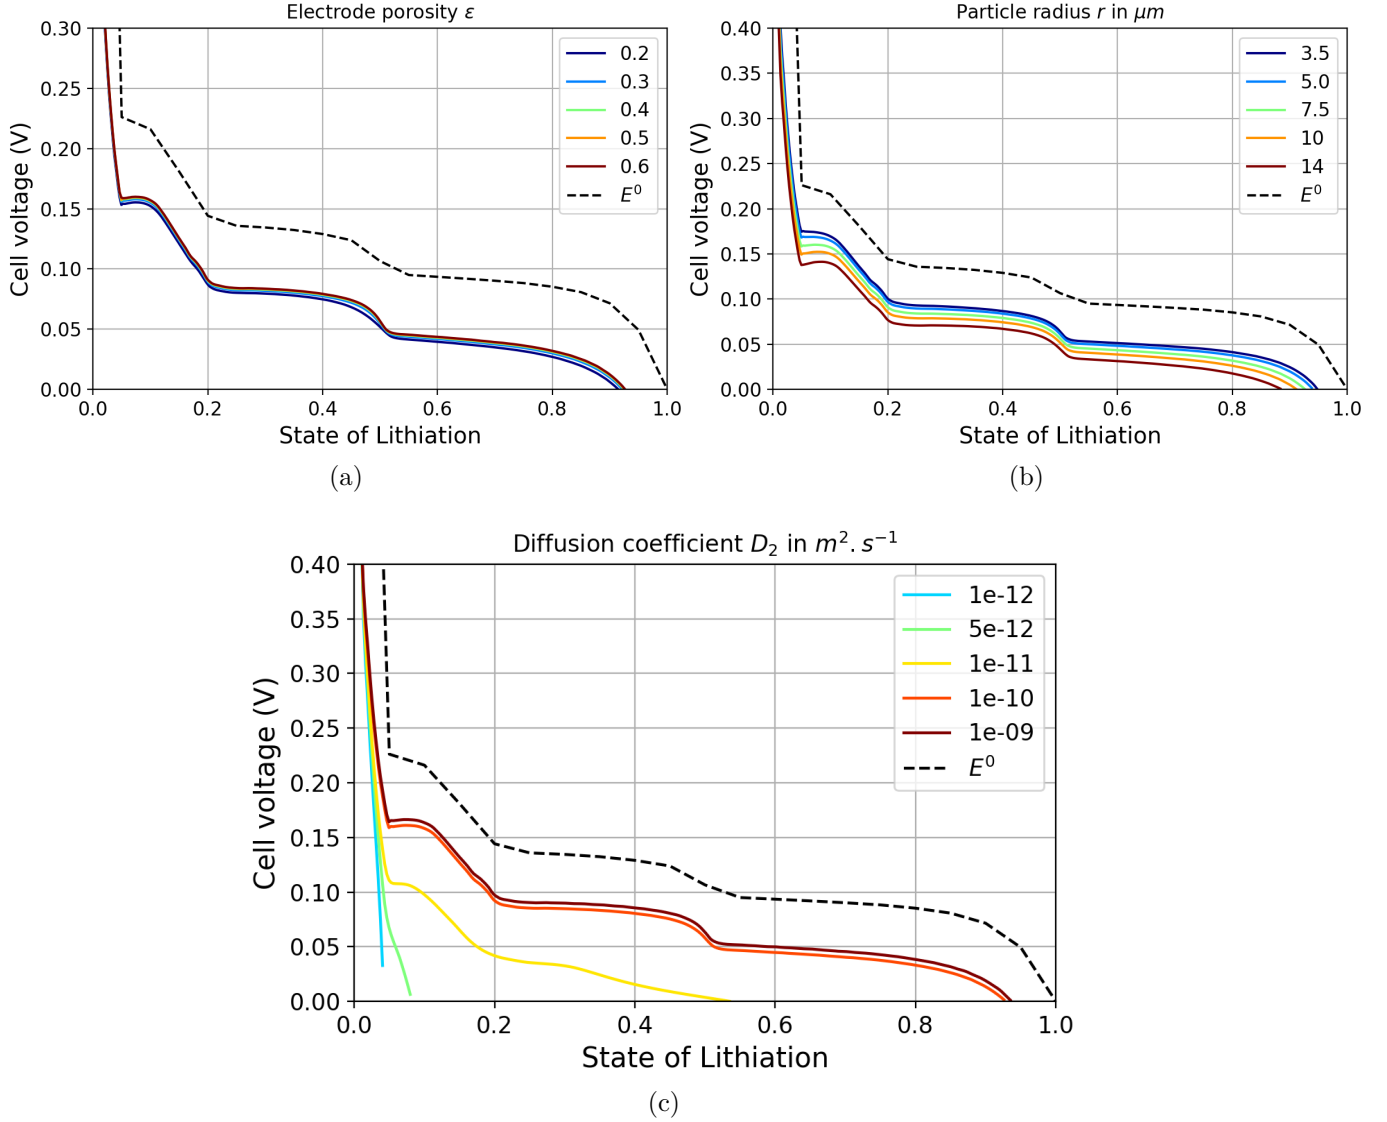 Electrode porosity ε
Cell voltage (V)
0.30
0.25
0.20
0.15
0.10
0.05
0.00
0.0 0.2 0.4 0.6 0.8 1.0
State of Lithiation
0.2
0.3
0.4
0.5
0.6
E⁰
(a)
Particle radius r in μm
Cell voltage (V)
0.40
0.35
0.30
0.25
0.20
0.15
0.10
0.05
0.00
0.0 0.2 0.4 0.6 0.8 1.0
State of Lithiation
3.5
5.0
7.5
10
14
E⁰
(b)
Diffusion coefficient D₂ in m².s⁻¹
Cell voltage (V)
0.40
0.35
0.30
0.25
0.20
0.15
0.10
0.05
0.00
0.0 0.2 0.4 0.6 0.8 1.0
State of Lithiation
1e-12
5e-12
1e-11
1e-10
1e-09
E⁰
(c)